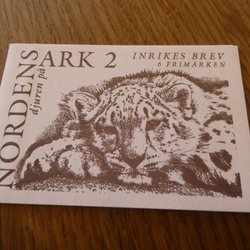 NORDENS
djuren på
ARK 2
INRIKES BREV
6 FRIMÄRKEN